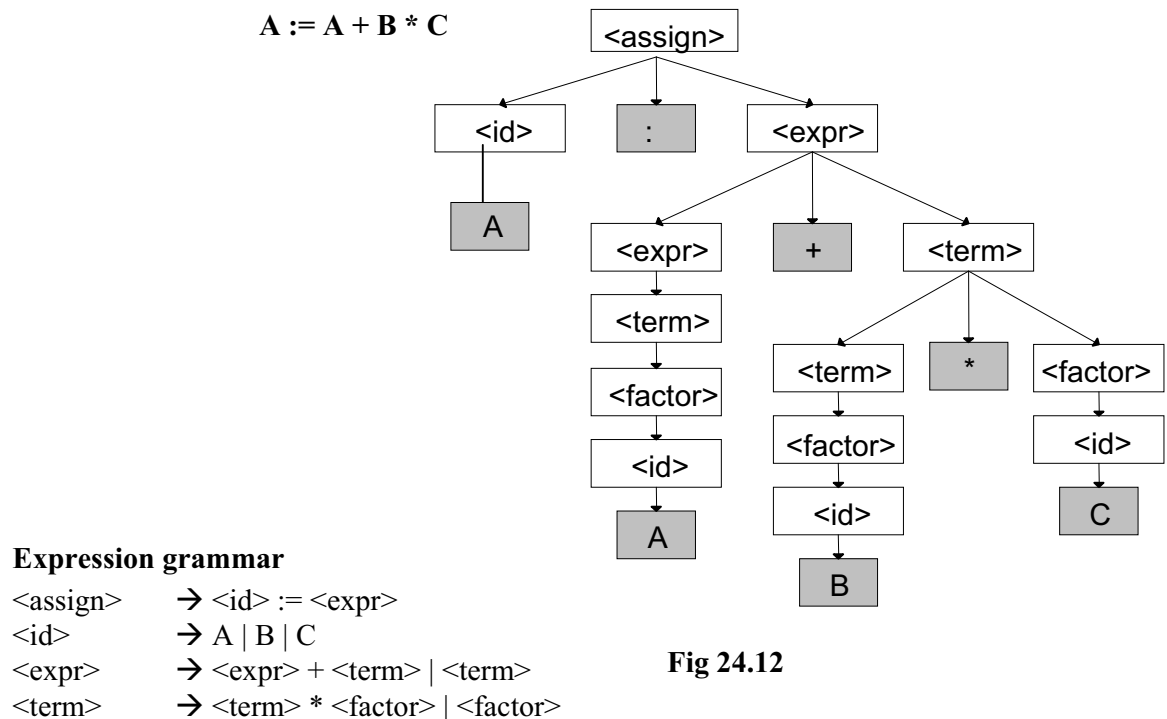 A := A + B * C
<assign>
<id> : <expr>
A
<expr> + <term>
<term>
<term> * <factor>
<factor>
<factor> <id>
<id>
<id> C
A
B
Expression grammar
<assign> → <id> := <expr>
<id> → A | B | C
<expr> → <expr> + <term> | <term>
<term> → <term> * <factor> | <factor>
Fig 24.12